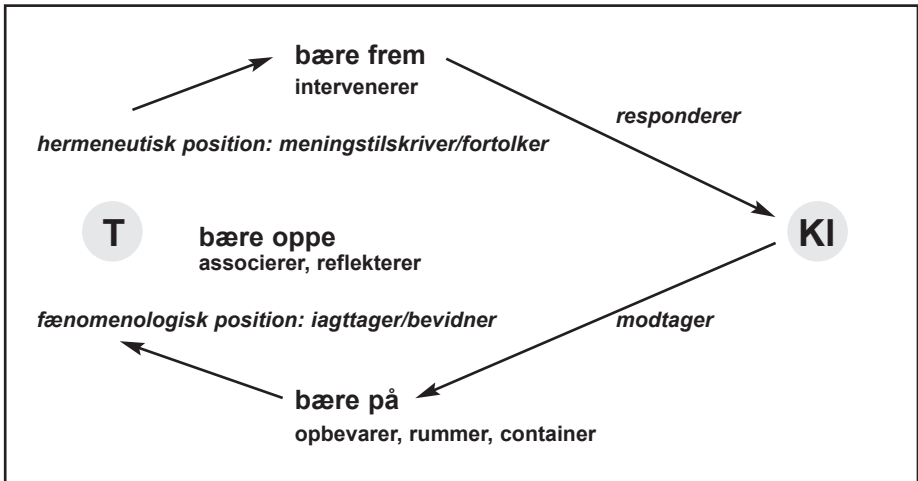 bære frem
intervenerer
responderer
hermeneutisk position: meningstilskriver/fortolker
T
Kl
bære oppe
associerer, reflekterer
fænomenologisk position: iagttager/bevidner
modtager
bære på
opbevarer, rummer, container